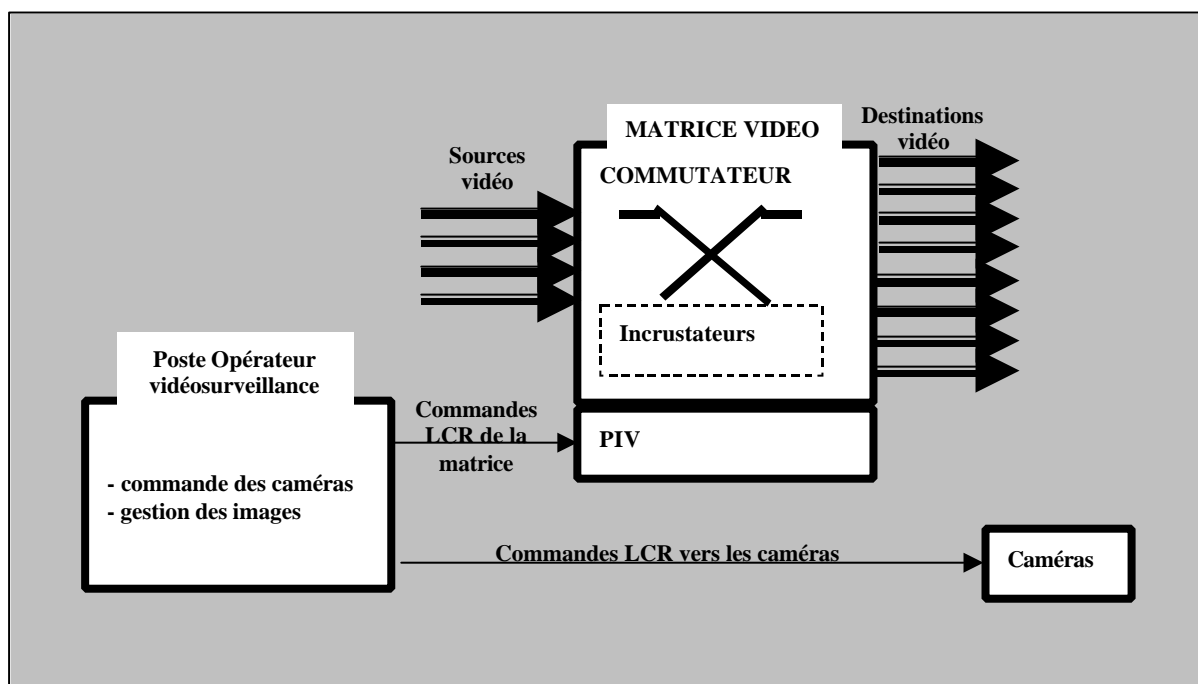 MATRICE VIDEO
Destinations
vidéo
Sources
vidéo
COMMUTATEUR
Incrustateurs
Poste Opérateur
vidéosurveillance
Commandes
LCR de la
matrice
PIV
- commande des caméras
- gestion des images
Commandes LCR vers les caméras
Caméras